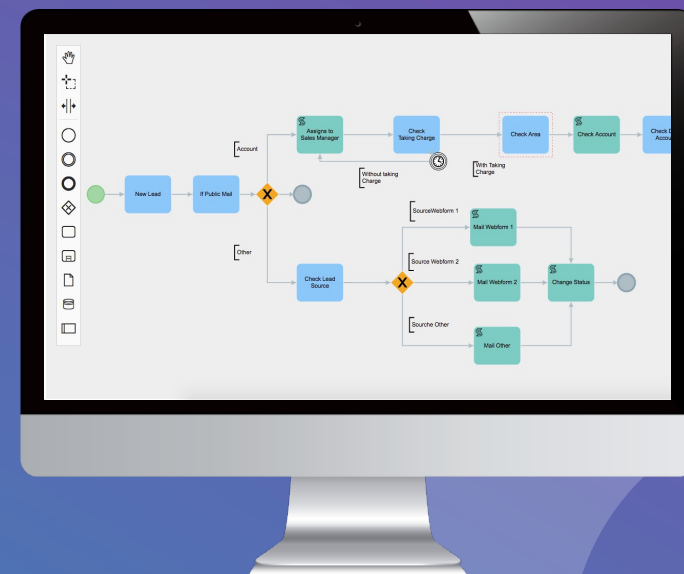 Assigns to
Sales Manager
Check
Taking Charge
Check Area
Check Account
Check D
Accou
Account
Without taking
Charge
With Taking
Charge
New Lead
If Public Mail
X
SourceWebform 1
Mail Webform 1
Other
Source Webform 2
Check Lead
Source
X
Mail Webform 2
Change Status
Sourche Other
Mail Other